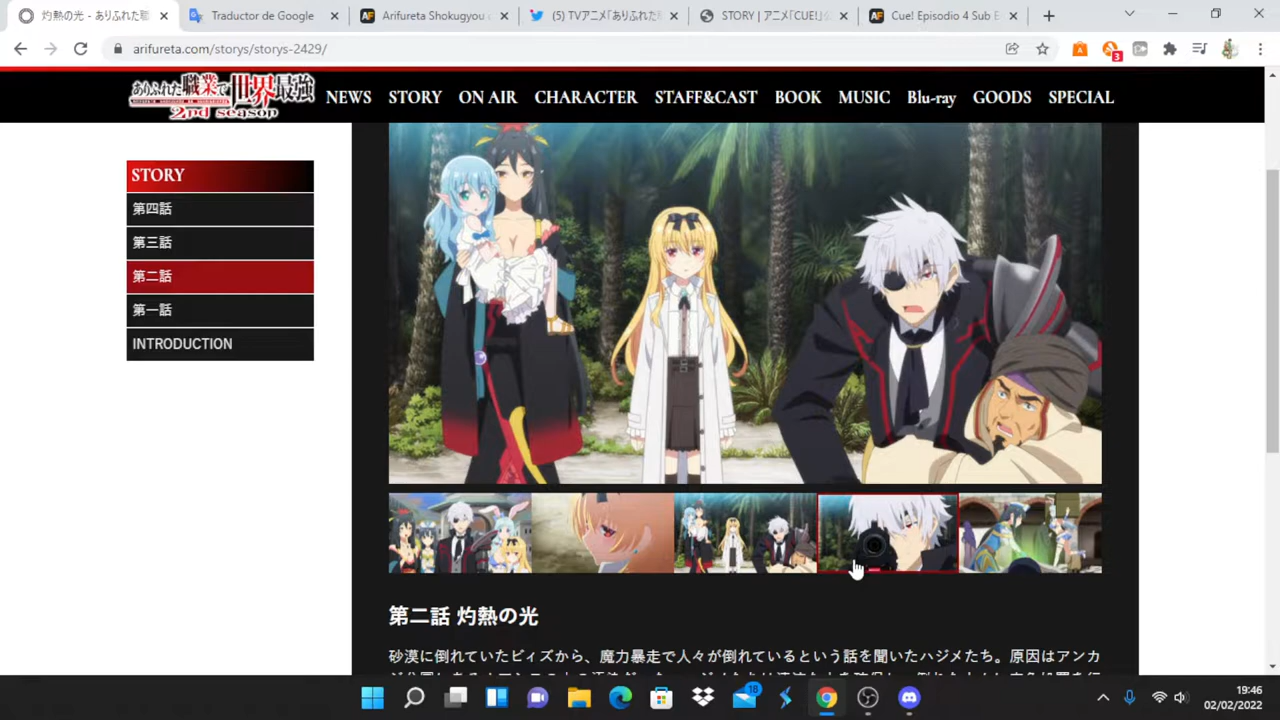 灼熱の光 - ありふれた職
Traductor de Google
Arifureta Shokugyou
(5) TVアニメ「ありふれた
STORY | アニメ「CUE!」
Cue! Episodio 4 Sub E
arifureta.com/storys/storys-2429/
3
ありふれた職業で世界最強
2nd season
NEWS
STORY
ON AIR
CHARACTER
STAFF&CAST
BOOK
MUSIC
Blu-ray
GOODS
SPECIAL
STORY
第四話
第三話
第二話
第一話
INTRODUCTION
第二話 灼熱の光
砂漠に倒れていたビィズから、魔力暴走で人々が倒れているという話を聞いたハジメたち。原因はアンカ
18
19:46
02/02/2022